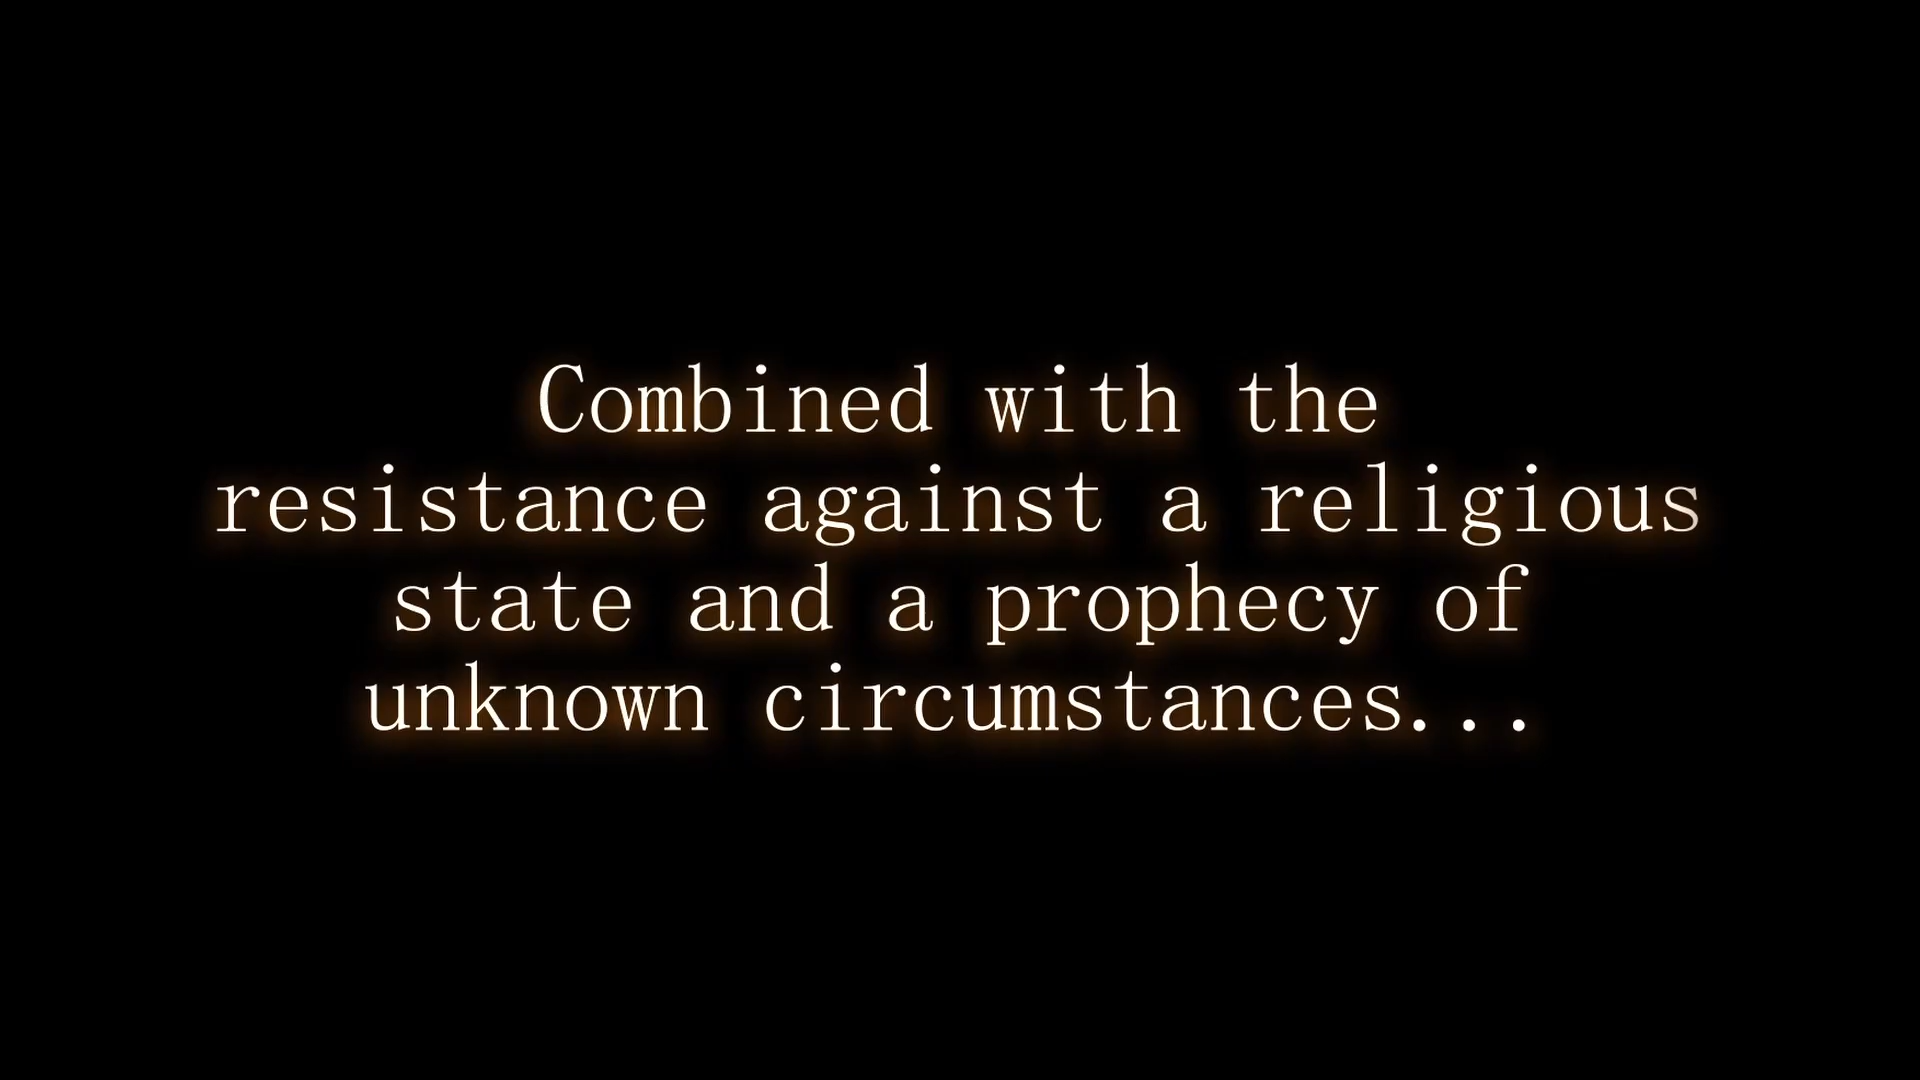 Combined with the
resistance against a religious
state and a prophecy of
unknown circumstances...